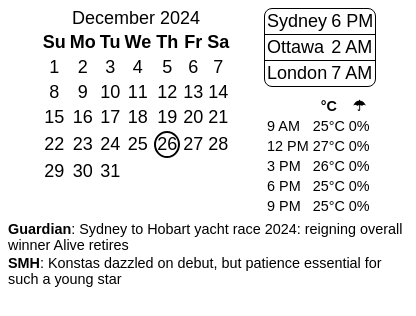 December 2024
Su Mo Tu We Th Fr Sa
1 2 3 4 5 6 7
8 9 10 11 12 13 14
15 16 17 18 19 20 21
22 23 24 25 26 27 28
29 30 31
Sydney 6 PM
Ottawa 2 AM
London 7 AM
°C ☂
9 AM 25°C 0%
12 PM 27°C 0%
3 PM 26°C 0%
6 PM 25°C 0%
9 PM 25°C 0%
Guardian: Sydney to Hobart yacht race 2024: reigning overall
winner Alive retires
SMH: Konstas dazzled on debut, but patience essential for
such a young star